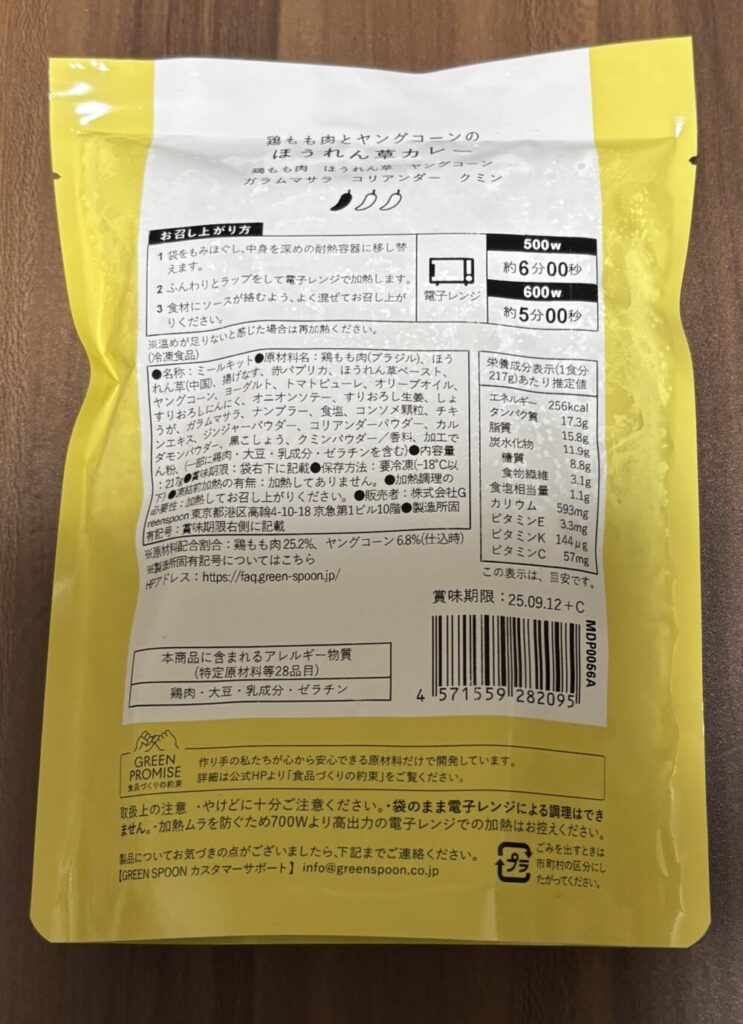 鶏もも肉とヤングコーンの
ほうれん草カレー
鶏もも肉 ほうれん草 ヤングコーン
ガラムマサラ コリアンダー クミン
お召し上がり方
1 袋をもみほぐし、中身を深めの耐熱容器に移し替
えます。
2 ふんわりとラップをして電子レンジで加熱します。
3 食材にソースが絡むよう、よく混ぜてお召し上が
りください。
電子レンジ
500w
約6分00秒
600w
約5分00秒
※温めが足りないと感じた場合は再加熱ください。
(冷凍食品)
●名称：ミールキット●原材料名：鶏もも肉(ブラジル)、ほう
れん草(中国)、揚げなす、赤パプリカ、ほうれん草ペースト、
ヤングコーン、ヨーグルト、トマトピューレ、オリーブオイル、
すりおろしにんにく、オニオンソテー、すりおろし生姜、しょ
うが、ガラムマサラ、ナンプラー、食塩、コンソメ顆粒、チキ
ンエキス、ジンジャーパウダー、コリアンダーパウダー、カル
ダモンパウダー、黒こしょう、クミンパウダー／香料、加工で
ん粉、(一部に鶏肉・大豆・乳成分・ゼラチンを含む)●内容量
：217g●賞味期限：袋右下に記載●保存方法：要冷凍(-18℃以
下)●凍結前加熱の有無：加熱してありません。●加熱調理の
必要性：加熱してお召し上がりください。●販売者：株式会社G
reenspoon 東京都港区高輪4-10-18 京急第1ビル10階●製造所固
有記号：賞味期限右側に記載
※原材料配合割合：鶏もも肉25.2%、ヤングコーン6.8%(仕込時)
※製造所固有記号についてはこちら
HPアドレス：https://faq.green-spoon.jp/
栄養成分表示(1食分
217g)あたり推定値
エネルギー 256kcal
タンパク質 17.3g
脂質 15.8g
炭水化物 11.9g
糖質 8.8g
食物繊維 3.1g
食塩相当量 1.1g
カリウム 593mg
ビタミンE 3.3mg
ビタミンK 144μg
ビタミンC 57mg
この表示は、目安です。
賞味期限：25.09.12+C
本商品に含まれるアレルギー物質
(特定原材料等28品目)
鶏肉・大豆・乳成分・ゼラチン
4 571559 282095
MDP0056A
GREEN
PROMISE
食品づくりの約束
作り手の私たちが心から安心できる原材料だけで開発しています。
詳細は公式HPより「食品づくりの約束」をご覧ください。
取扱上の注意 ・やけどに十分ご注意ください。・袋のまま電子レンジによる調理はでき
ません。・加熱ムラを防ぐため700Wより高出力の電子レンジでの加熱はお控えください。
製品についてお気づきの点がございましたら、下記までご連絡ください。
【GREEN SPOON カスタマーサポート】 info@greenspoon.co.jp
プラ
ごみを出すときは
市町村の区分にし
たがってください。